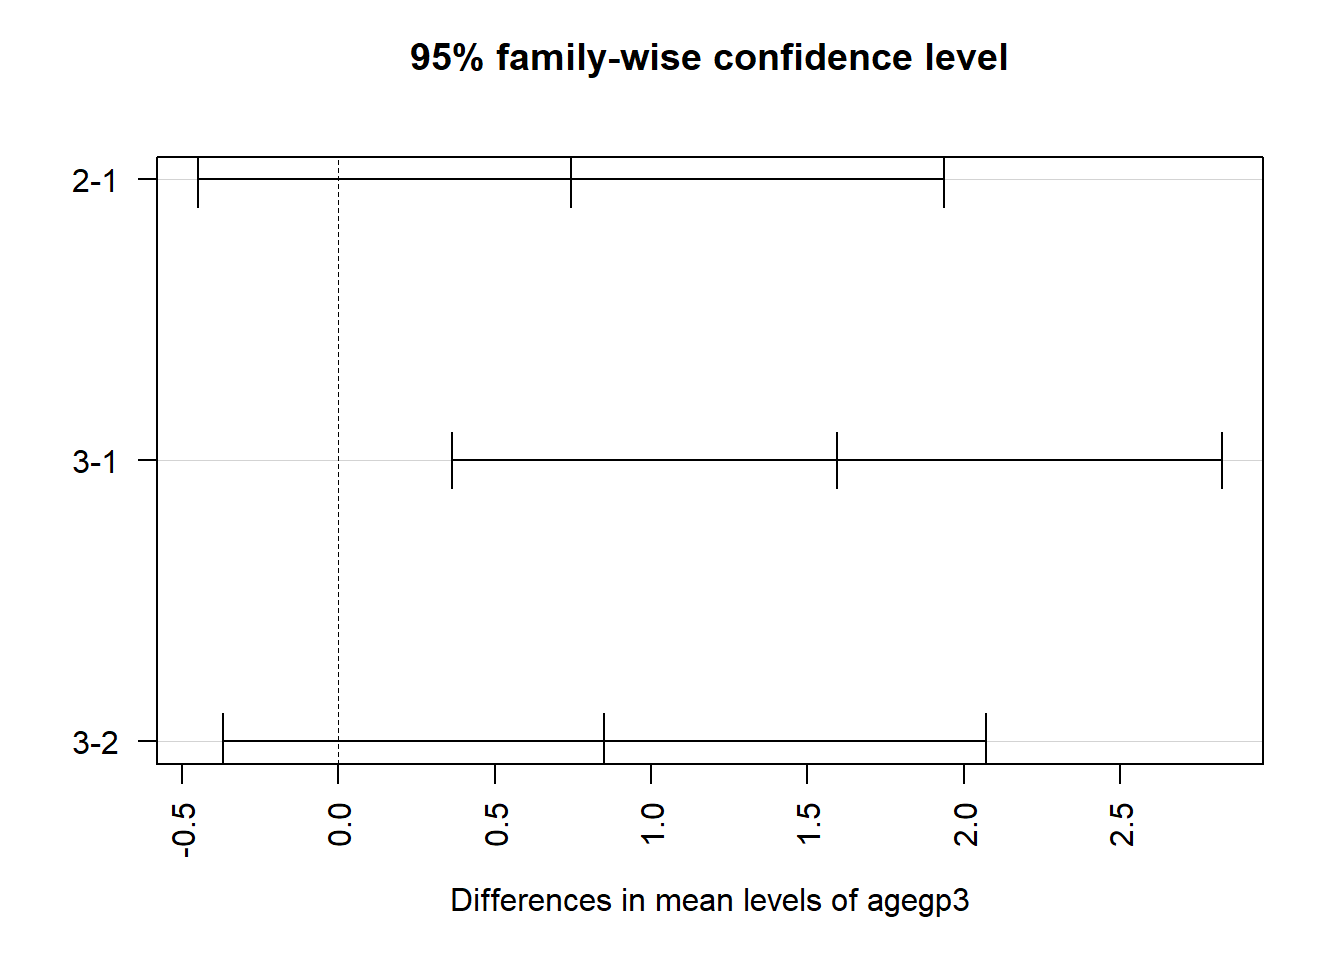 95% family-wise confidence level
2-1
3-1
3-2
-0.5 0.0 0.5 1.0 1.5 2.0 2.5
Differences in mean levels of agegp3